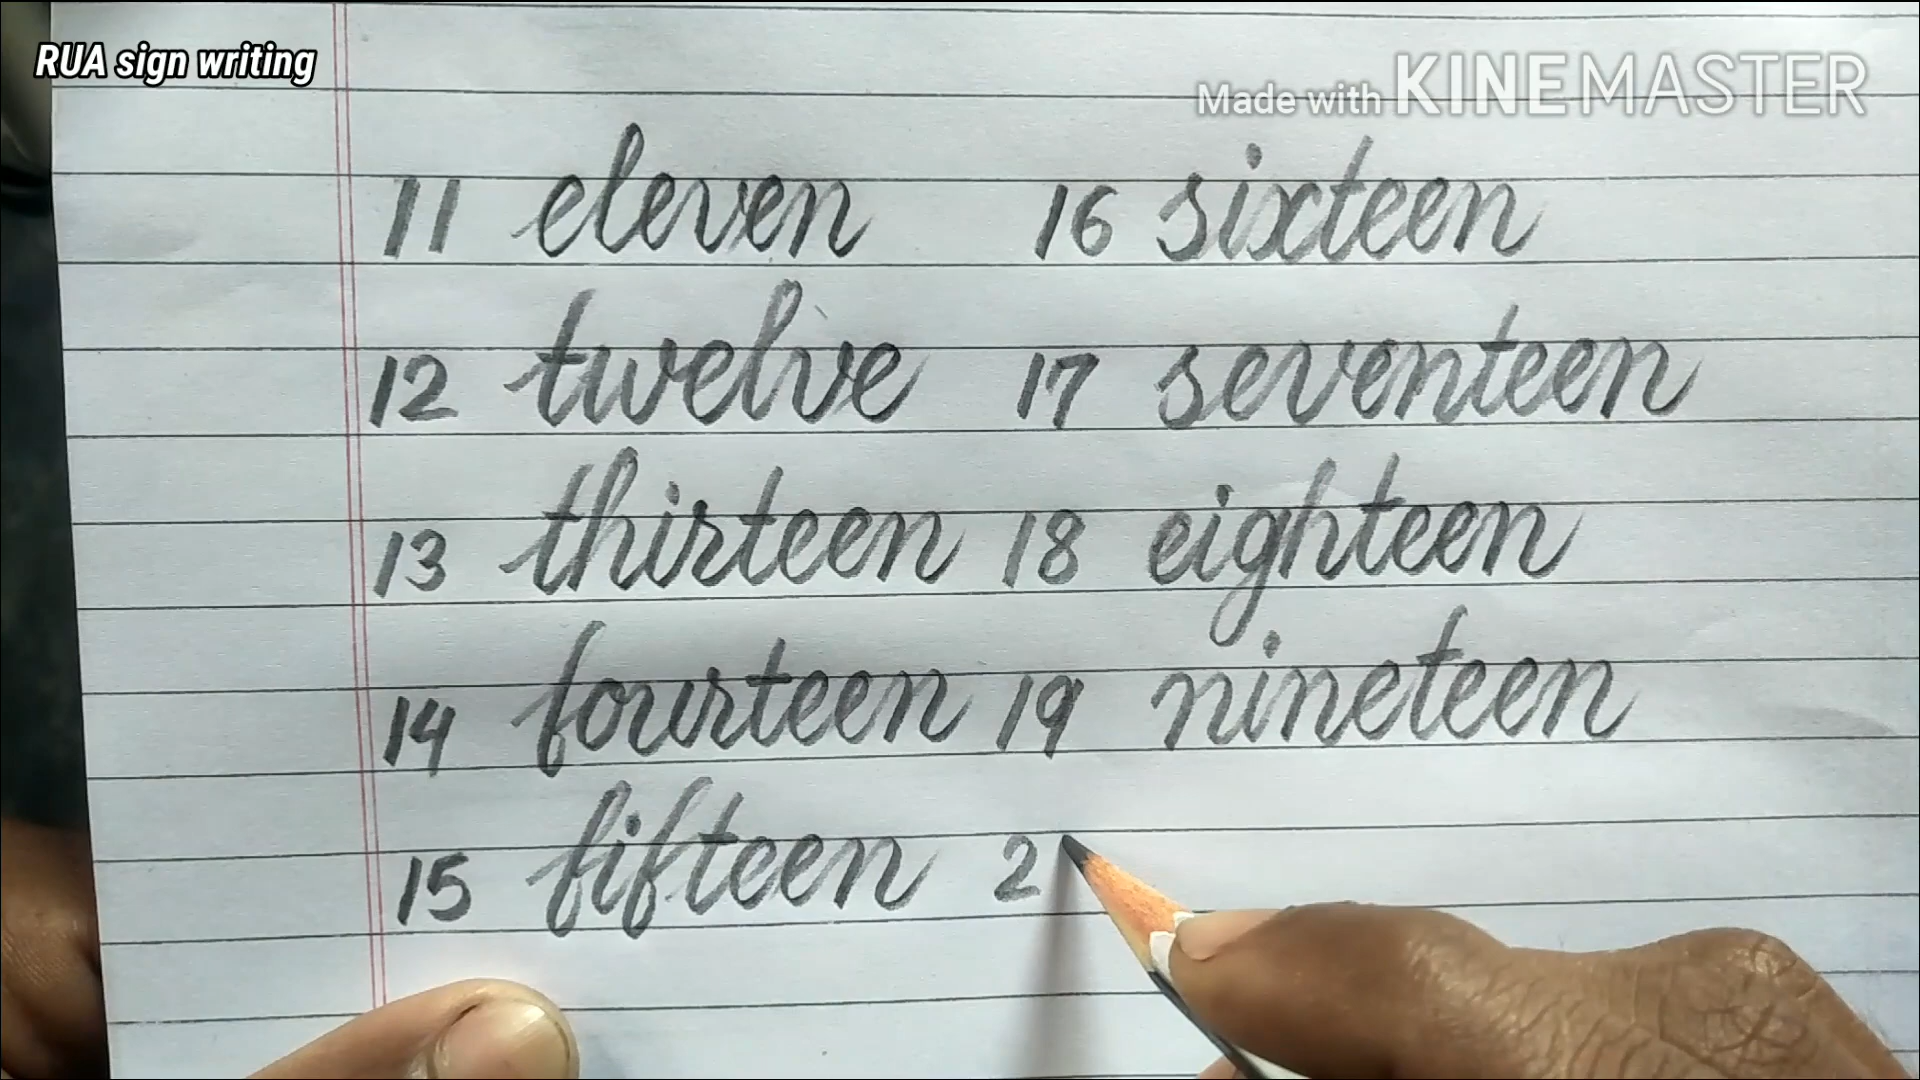 RUA sign writing
Made with KINEMASTER
11 eleven 16 sixteen
12 twelve 17 seventeen
13 thirteen 18 eighteen
14 fourteen 19 nineteen
15 fifteen 2